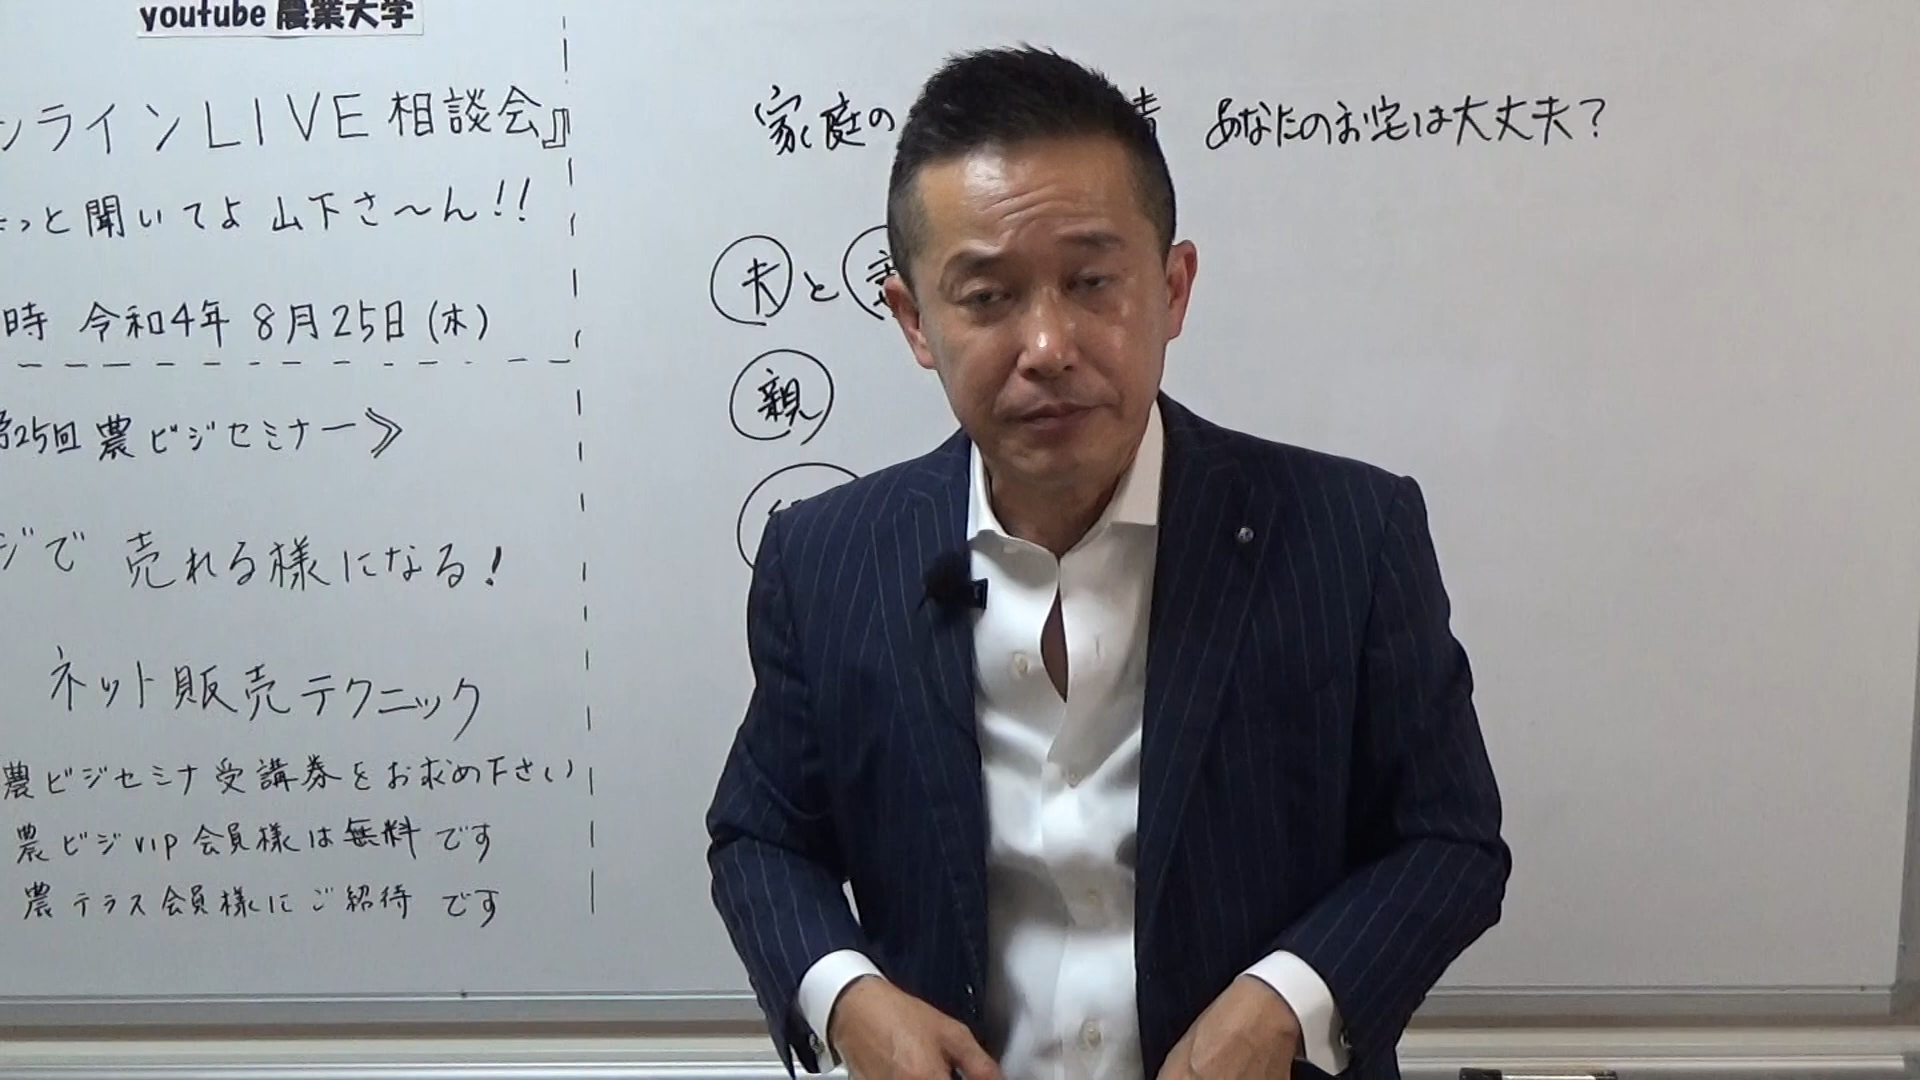 youtube 農業大学
ンラインLIVE 相談会』
っと聞いてよ 山下さ〜ん!!
時 令和4年 8月25日(木)
25回 農ビジセミナー》
ジで 売れる様になる!
ネット販売テクニック
農ビジセミナ 受講券をお求め下さい
農ビジvip会員様は無料です
農テラス会員様にご紹待 です
家庭の あなたのお宅は大丈夫?
夫と
親